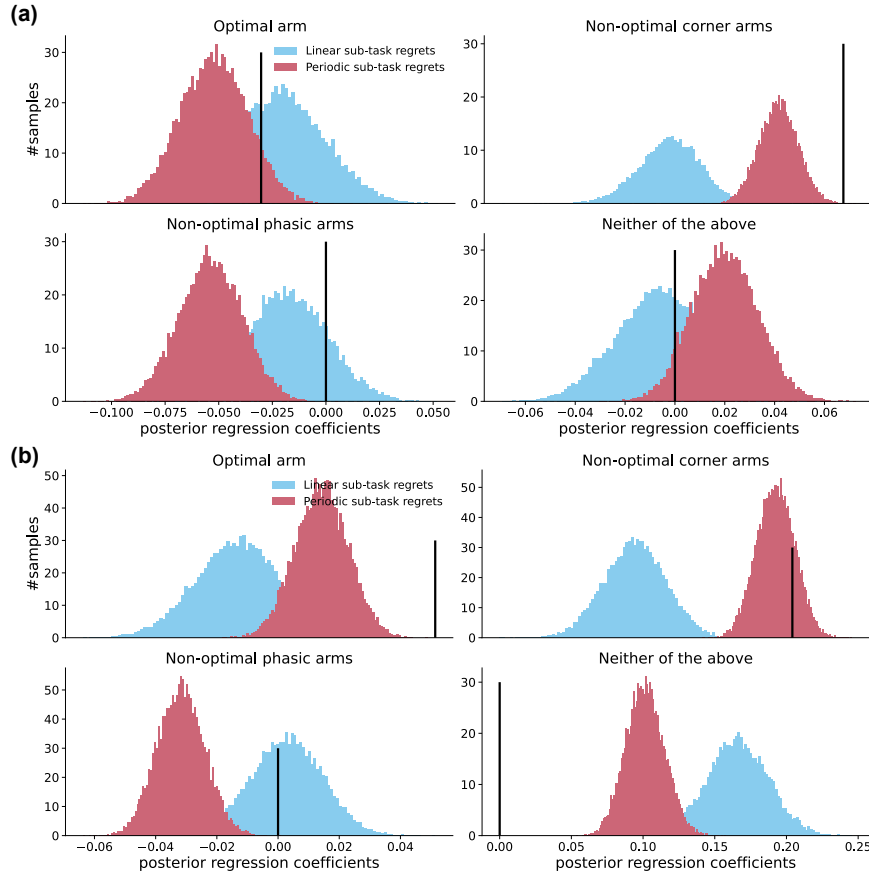 (a)
Optimal arm
Non-optimal corner arms
Linear sub-task regrets
Periodic sub-task regrets
#samples
30
20
10
0
30
20
10
0
Non-optimal phasic arms
Neither of the above
30
20
10
0
30
20
10
0
−0.100 −0.075 −0.050 −0.025 0.000 0.025 0.050
−0.06 −0.04 −0.02 0.00 0.02 0.04 0.06
posterior regression coefficients
posterior regression coefficients
(b)
Optimal arm
Non-optimal corner arms
Linear sub-task regrets
Periodic sub-task regrets
#samples
50
40
30
20
10
0
50
40
30
20
10
0
Non-optimal phasic arms
Neither of the above
50
40
30
20
10
0
30
20
10
0
−0.06 −0.04 −0.02 0.00 0.02 0.04
0.00 0.05 0.10 0.15 0.20 0.25
posterior regression coefficients
posterior regression coefficients